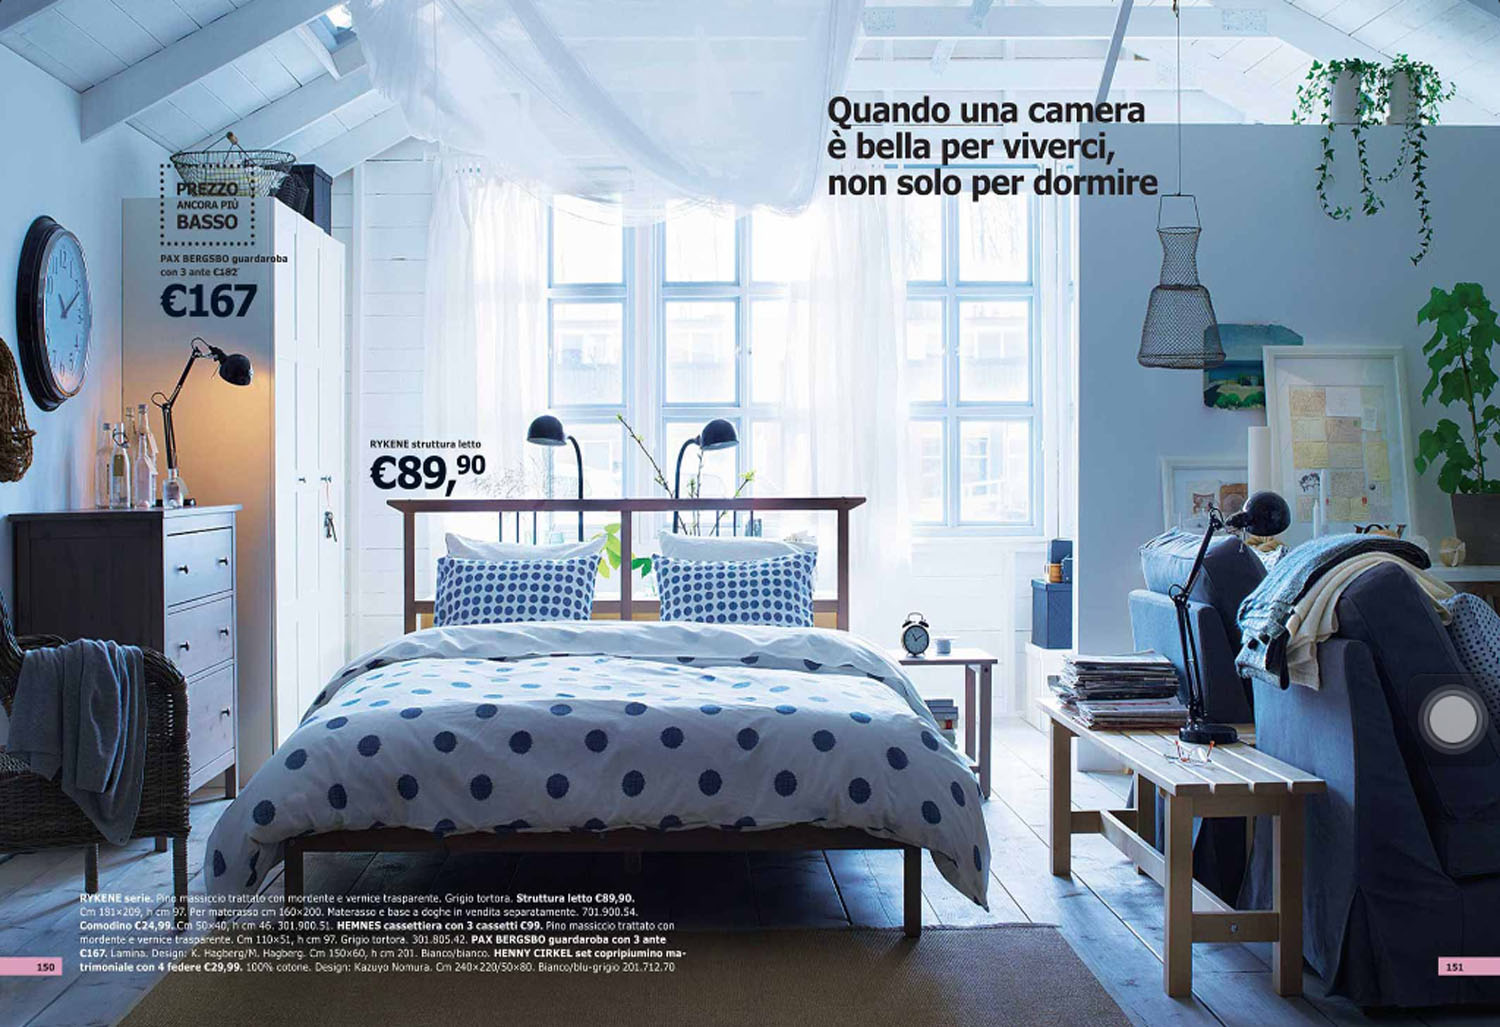 Quando una camera
è bella per viverci,
non solo per dormire
PREZZO
ANCORA PIÙ
BASSO
PAX BERGSBO guardaroba
con 3 ante €182
€167
RYKENE struttura letto
€89,90
RYKENE serie. Pino massiccio trattato con mordente e vernice trasparente. Grigio tortora. Struttura letto €89,90.
Cm 181×209, h cm 97. Per materasso cm 160×200. Materasso e base a doghe in vendita separatamente. 701.900.54.
Comodino €24,99. Cm 50×40, h cm 46. 301.900.51. HEMNES cassettiera con 3 cassetti €99. Pino massiccio trattato con
mordente e vernice trasparente. Cm 110×51, h cm 97. Grigio tortora. 301.805.42. PAX BERGSBO guardaroba con 3 ante
€167. Lamina. Design: K. Hagberg/M. Hagberg. Cm 150×60, h cm 201. Bianco/bianco. HENNY CIRKEL set copripiumino ma-
trimoniale con 4 federe €29,99. 100% cotone. Design: Kazuyo Nomura. Cm 240×220/50×80. Bianco/blu-grigio 201.712.70
150
151